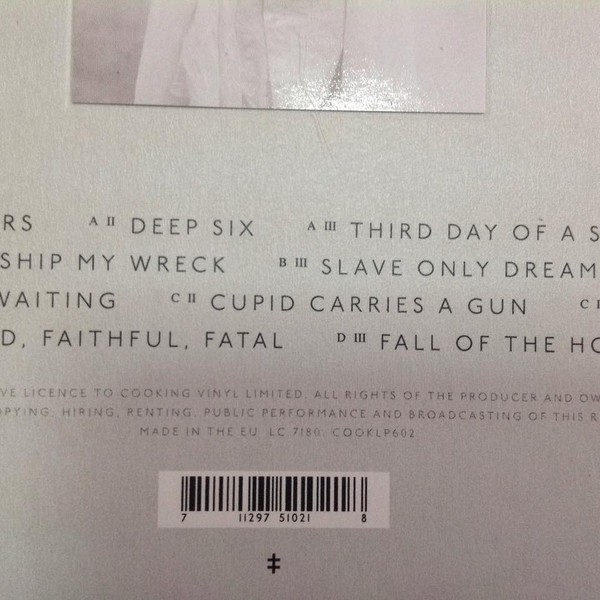 RS A II DEEP SIX A III THIRD DAY OF A S
SHIP MY WRECK B III SLAVE ONLY DREAM
WAITING C II CUPID CARRIES A GUN C I
D, FAITHFUL, FATAL D III FALL OF THE HO
VE LICENCE TO COOKING VINYL LIMITED. ALL RIGHTS OF THE PRODUCER AND OW
OPYING, HIRING, RENTING, PUBLIC PERFORMANCE AND BROADCASTING OF THIS R
MADE IN THE EU. LC 7180. COOKLP602
7 11297 51021 8